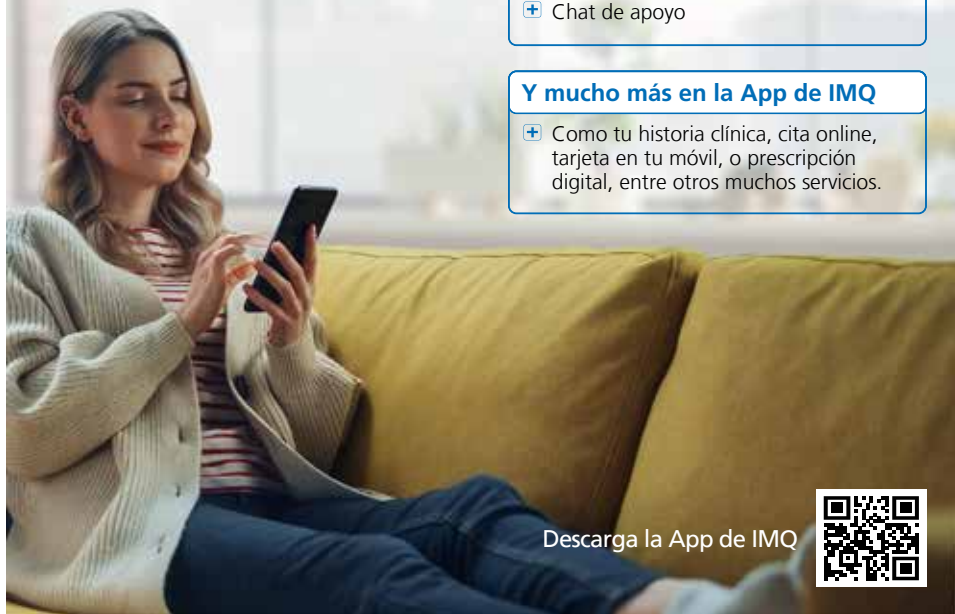 Chat de apoyo
Y mucho más en la App de IMQ
Como tu historia clínica, cita online,
tarjeta en tu móvil, o prescripción
digital, entre otros muchos servicios.
Descarga la App de IMQ